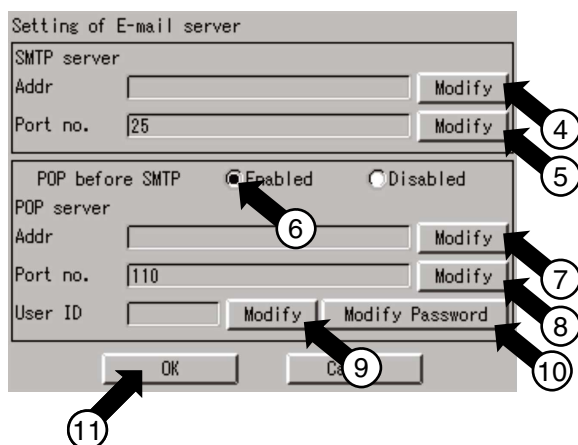 Setting of E-mail server
SMTP server
Addr Modify
4
Port no. 25 Modify
5
POP before SMTP Enabled Disabled
6
POP server
Addr Modify
7
Port no. 110 Modify
8
User ID Modify Modify Password
9
10
OK
11